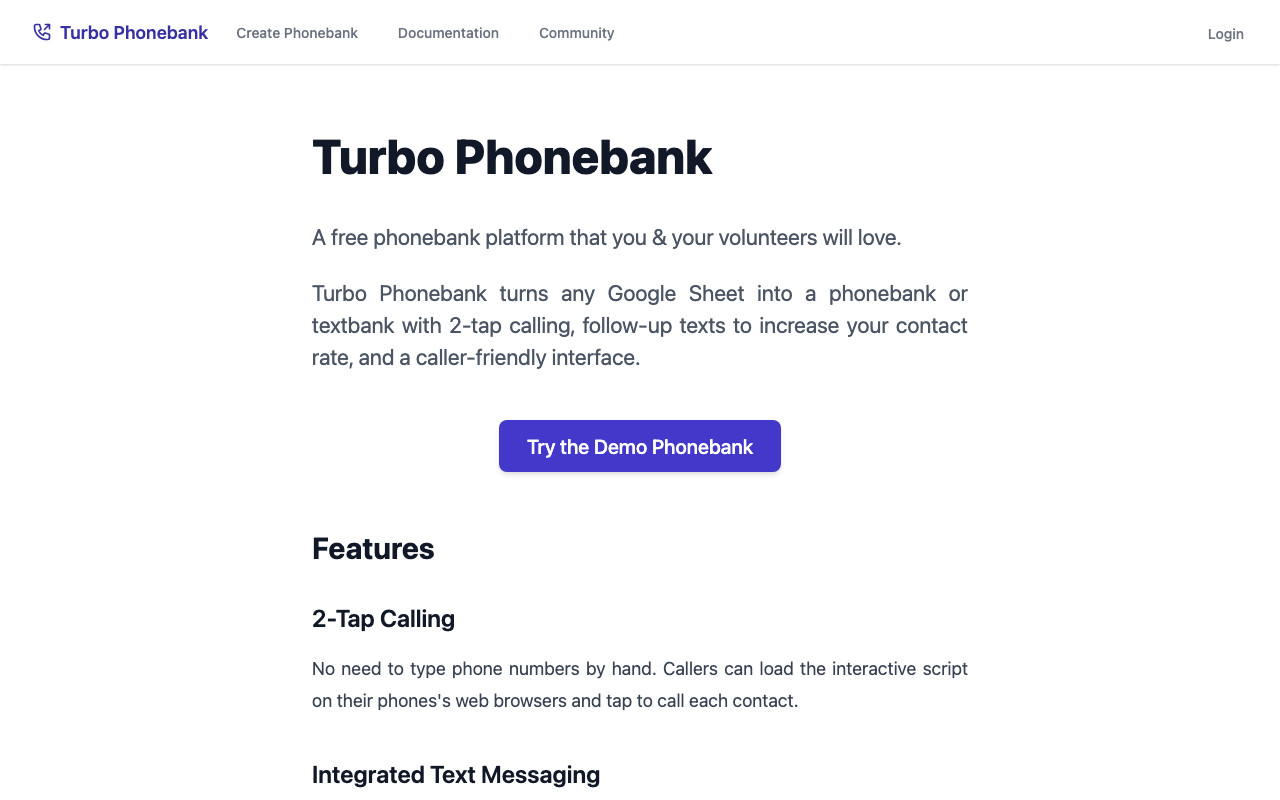 Turbo Phonebank
Create Phonebank
Documentation
Community
Login
Turbo Phonebank
A free phonebank platform that you & your volunteers will love.
Turbo Phonebank turns any Google Sheet into a phonebank or
textbank with 2-tap calling, follow-up texts to increase your contact
rate, and a caller-friendly interface.
Try the Demo Phonebank
Features
2-Tap Calling
No need to type phone numbers by hand. Callers can load the interactive script
on their phones's web browsers and tap to call each contact.
Integrated Text Messaging